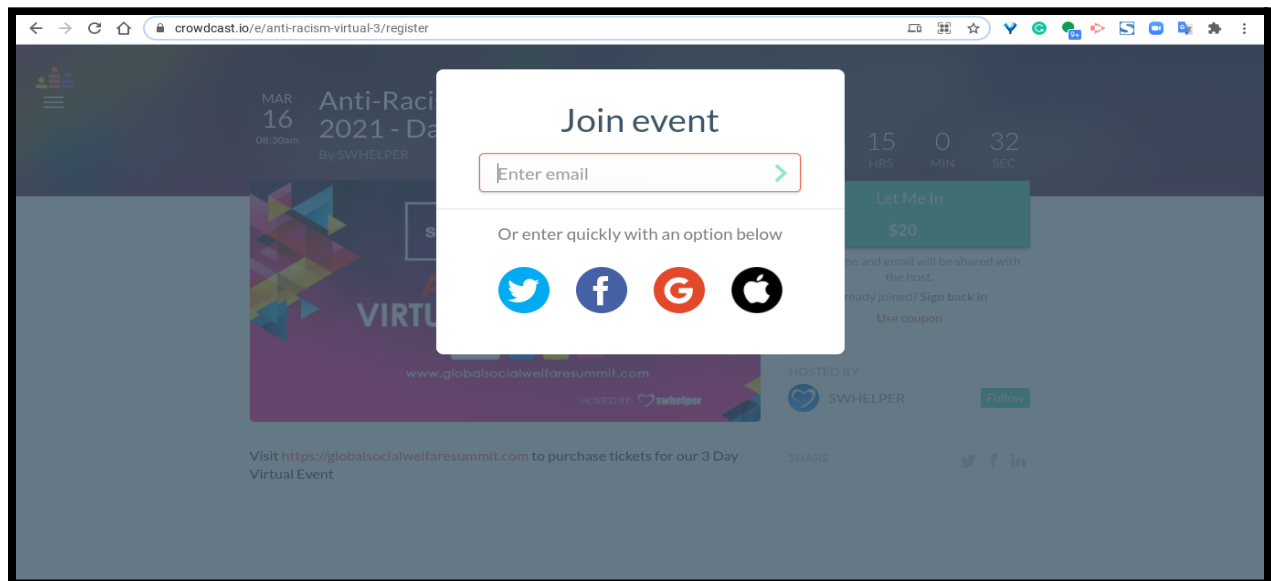 crowdcast.io/e/anti-racism-virtual-3/register
9+
MAR
16
08:30am
Anti-Raci
2021 - Da
By SWHELPER
Join event
Enter email
Or enter quickly with an option below
15
HRS
0
MIN
32
SEC
Let Me In
$20
me and email will be shared with
the host.
ready joined? Sign back in
Use coupon
S
A
VIRTU
www.globalsocialwelfaresummit.com
HOSTED BY: swhelper
HOSTED BY
SWHELPER
Follow
Visit https://globalsocialwelfaresummit.com to purchase tickets for our 3 Day
Virtual Event
SHARE